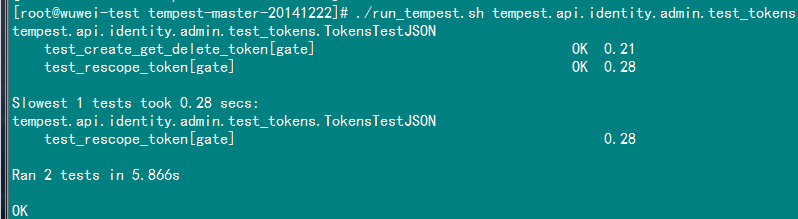 [root@wuwei-test tempest-master-20141222]# ./run_tempest.sh tempest.api.identity.admin.test_tokens
tempest.api.identity.admin.test_tokens.TokensTestJSON
    test_create_get_delete_token[gate]                                OK  0.21
    test_rescope_token[gate]                                          OK  0.28
Slowest 1 tests took 0.28 secs:
tempest.api.identity.admin.test_tokens.TokensTestJSON
    test_rescope_token[gate]                                              0.28
Ran 2 tests in 5.866s
OK